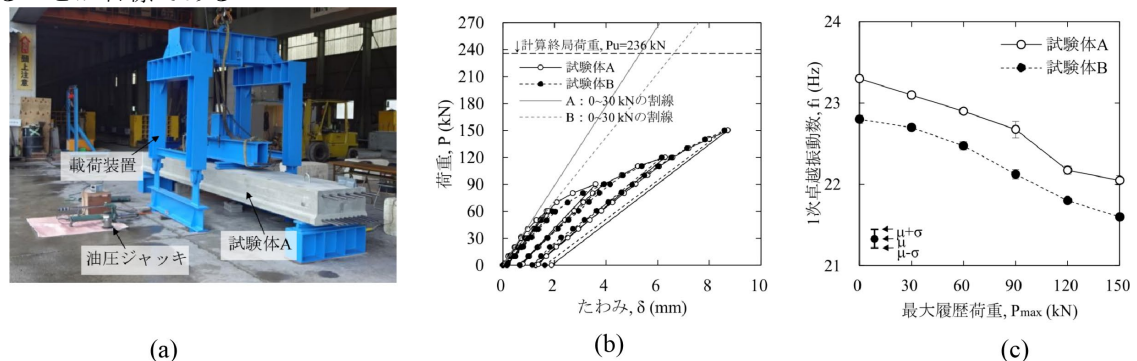 頭上注意
載荷装置
試験体A
油圧ジャッキ
(a)
荷重, P (kN)
270
240
210
180
150
120
90
60
30
0
↓計算終局荷重, Pu=236 kN
試験体A
試験体B
A：0~30 kNの割線
B：0~30 kNの割線
0 2 4 6 8 10
たわみ, δ (mm)
(b)
1次卓越振動数, f₁ (Hz)
24
23
22
21
試験体A
試験体B
μ+σ
μ
μ-σ
0 30 60 90 120 150
最大履歴荷重, Pmax (kN)
(c)